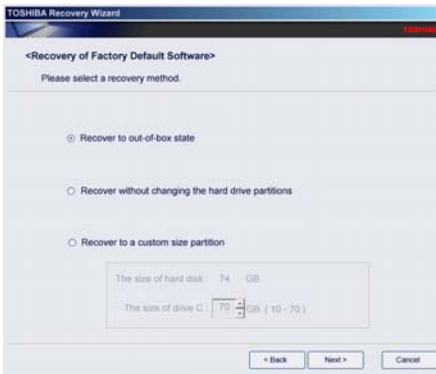 TOSHIBA Recovery Wizard
TOSHIBA
<Recovery of Factory Default Software>
Please select a recovery method.
Recover to out-of-box state
Recover without changing the hard drive partitions
Recover to a custom size partition
The size of hard disk : 74 GB
The size of drive C : 70 GB ( 10 - 70 )
< Back Next > Cancel